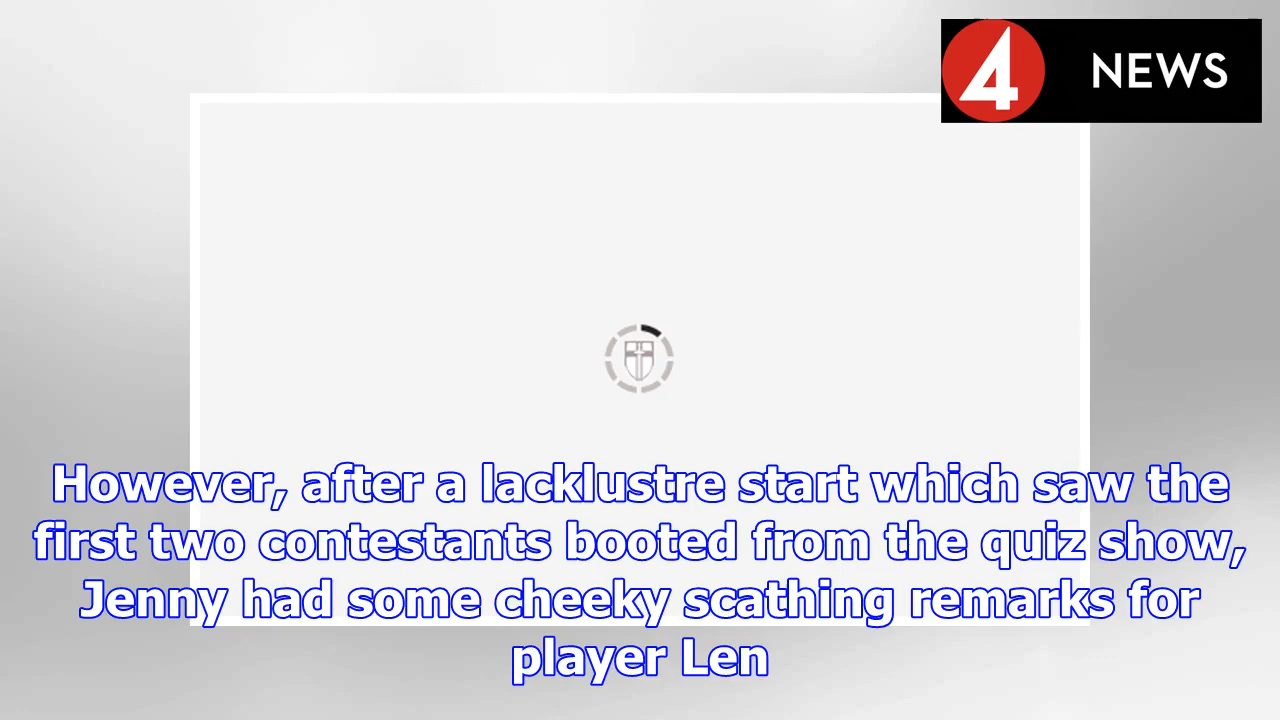 4 NEWS
However, after a lacklustre start which saw the
first two contestants booted from the quiz show,
Jenny had some cheeky scathing remarks for
player Len